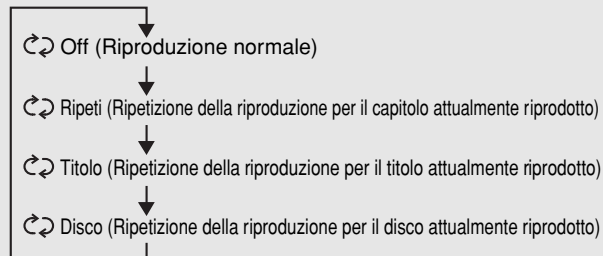 Off (Riproduzione normale)
Ripeti (Ripetizione della riproduzione per il capitolo attualmente riprodotto)
Titolo (Ripetizione della riproduzione per il titolo attualmente riprodotto)
Disco (Ripetizione della riproduzione per il disco attualmente riprodotto)